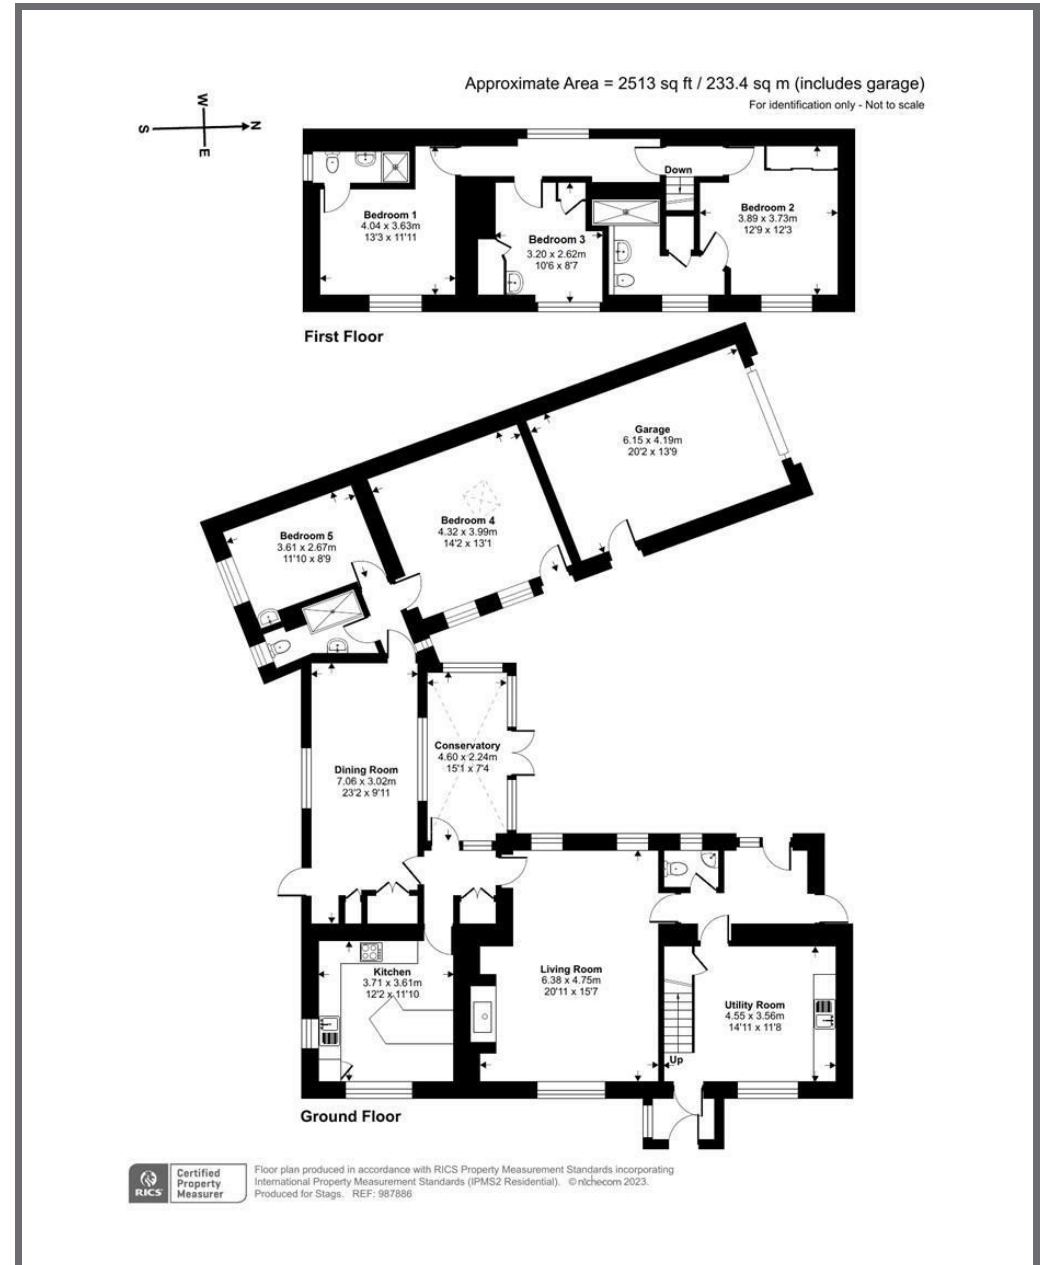 Approximate Area = 2513 sq ft / 233.4 sq m (includes garage)
For identification only - Not to scale
W
S
N
E
Down
Bedroom 1
4.04 x 3.63m
13'3 x 11'11
Bedroom 3
3.20 x 2.62m
10'6 x 8'7
Bedroom 2
3.89 x 3.73m
12'9 x 12'3
First Floor
Garage
6.15 x 4.19m
20'2 x 13'9
Bedroom 4
4.32 x 3.99m
14'2 x 13'1
Bedroom 5
3.61 x 2.67m
11'10 x 8'9
Conservatory
4.60 x 2.24m
15'1 x 7'4
Dining Room
7.06 x 3.02m
23'2 x 9'11
Kitchen
3.71 x 3.61m
12'2 x 11'10
Living Room
6.38 x 4.75m
20'11 x 15'7
Utility Room
4.55 x 3.56m
14'11 x 11'8
Up
Ground Floor
RICS
Certified
Property
Measurer
Floor plan produced in accordance with RICS Property Measurement Standards incorporating
International Property Measurement Standards (IPMS2 Residential). © nichecom 2023.
Produced for Stags. REF: 987886